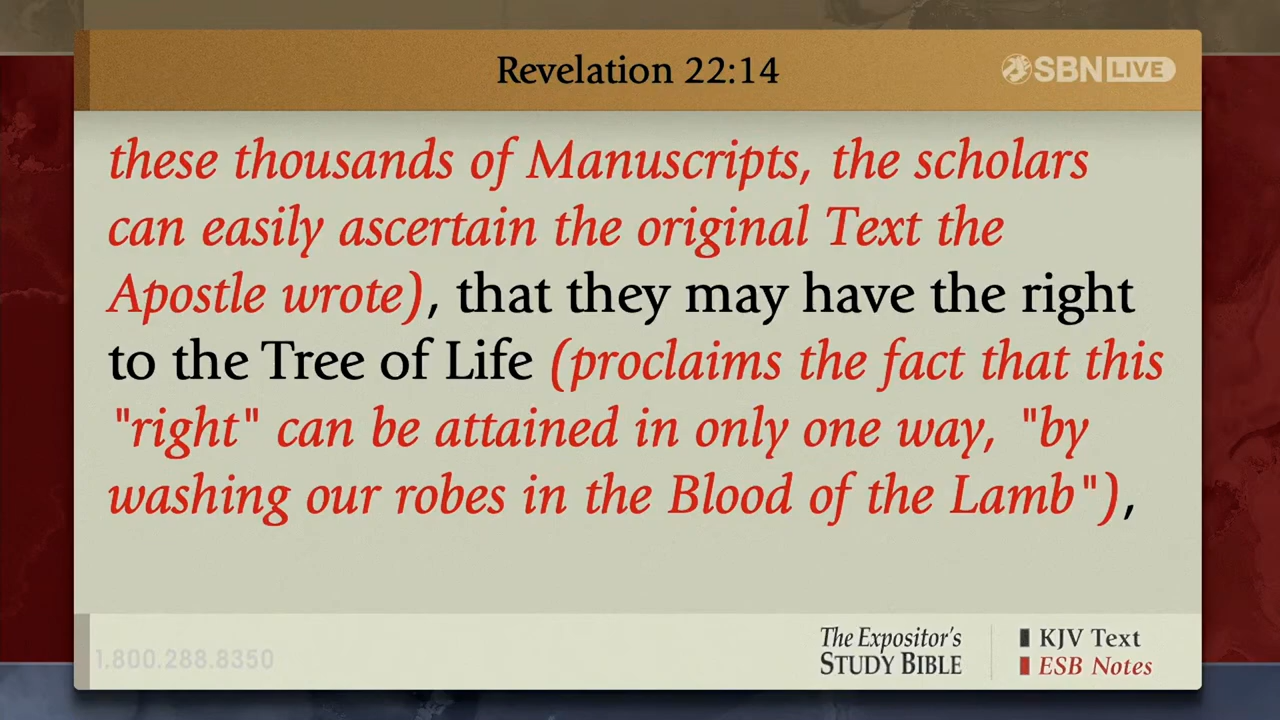 Revelation 22:14
SBN LIVE
these thousands of Manuscripts, the scholars
can easily ascertain the original Text the
Apostle wrote), that they may have the right
to the Tree of Life (proclaims the fact that this
"right" can be attained in only one way, "by
washing our robes in the Blood of the Lamb"),
1.800.288.8350
The Expositor's
STUDY BIBLE
KJV Text
ESB Notes